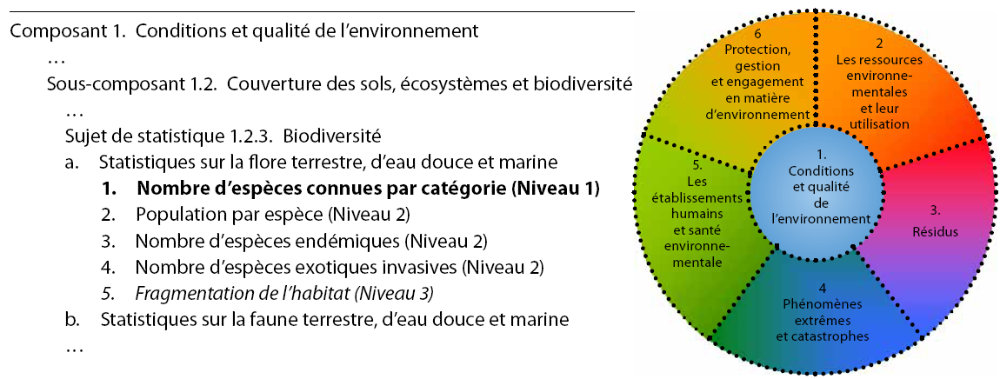 Composant 1. Conditions et qualité de l’environnement
…
Sous-composant 1.2. Couverture des sols, écosystèmes et biodiversité
…
Sujet de statistique 1.2.3. Biodiversité
a. Statistiques sur la flore terrestre, d’eau douce et marine
1. Nombre d’espèces connues par catégorie (Niveau 1)
2. Population par espèce (Niveau 2)
3. Nombre d’espèces endémiques (Niveau 2)
4. Nombre d’espèces exotiques invasives (Niveau 2)
5. Fragmentation de l’habitat (Niveau 3)
b. Statistiques sur la faune terrestre, d’eau douce et marine
…
6
Protection,
gestion
et engagement
en matière
d’environnement
2
Les ressources
environne-
mentales
et leur
utilisation
1.
Conditions
et qualité
de
l’environnement
5.
Les
établissements
humains
et santé
environne-
mentale
3.
Résidus
4
Phénomènes
extrêmes
et catastrophes